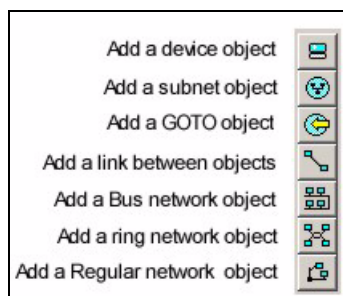 Add a device object
Add a subnet object
Add a GOTO object
Add a link between objects
Add a Bus network object
Add a ring network object
Add a Regular network object